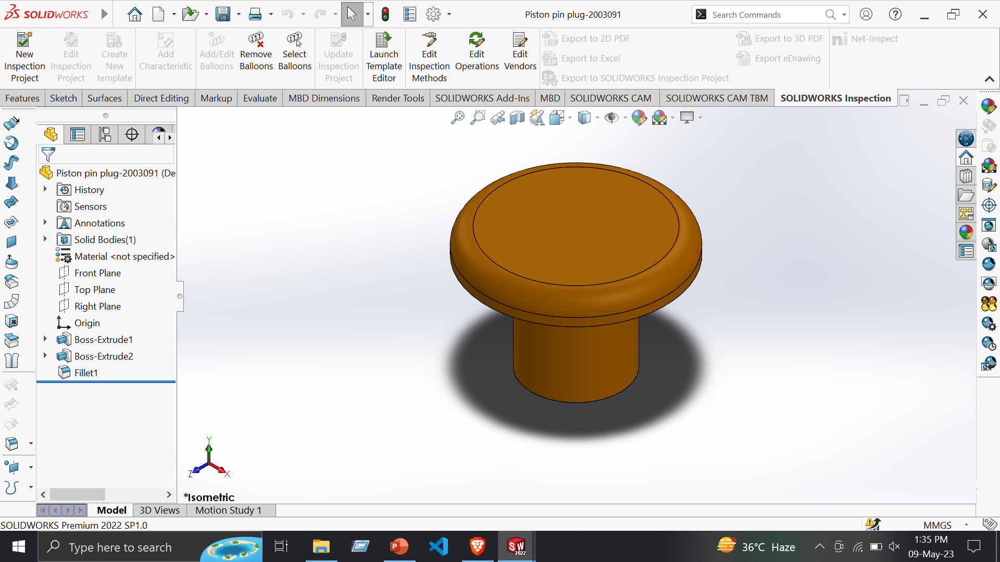 SOLIDWORKS
Piston pin plug-2003091
Search Commands
New Inspection Project
Edit Inspection Project
Create New template
Add Characteristic
Add/Edit Balloons
Remove Balloons
Select Balloons
Update Inspection Project
Launch Template Editor
Edit Inspection Methods
Edit Operations
Edit Vendors
Export to 2D PDF
Export to Excel
Export to SOLIDWORKS Inspection Project
Export to 3D PDF
Export eDrawing
Net-Inspect
Features
Sketch
Surfaces
Direct Editing
Markup
Evaluate
MBD Dimensions
Render Tools
SOLIDWORKS Add-Ins
MBD
SOLIDWORKS CAM
SOLIDWORKS CAM TBM
SOLIDWORKS Inspection
Piston pin plug-2003091 (De
History
Sensors
Annotations
Solid Bodies(1)
Material <not specified>
Front Plane
Top Plane
Right Plane
Origin
Boss-Extrude1
Boss-Extrude2
Fillet1
Y
Z
X
*Isometric
Model
3D Views
Motion Study 1
SOLIDWORKS Premium 2022 SP1.0
MMGS
Type here to search
36°C Haze
1:35 PM
09-May-23